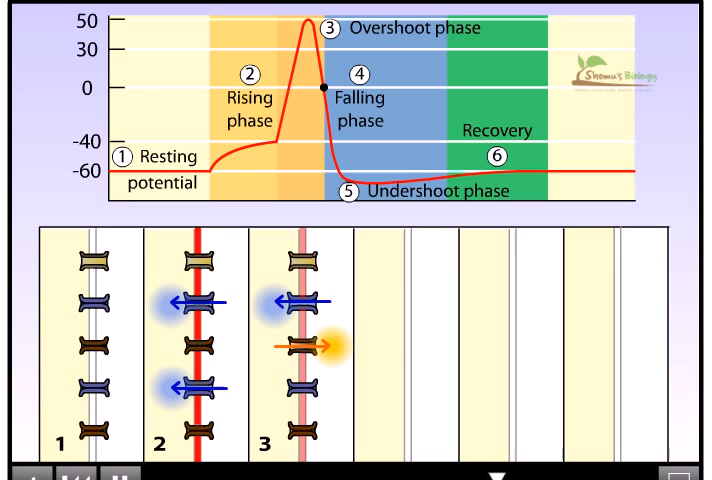 50
30
0
-40
-60
③ Overshoot phase
② Rising phase
④ Falling phase
① Resting potential
Recovery
⑥
⑤ Undershoot phase
Shomu's Biology
1
2
3